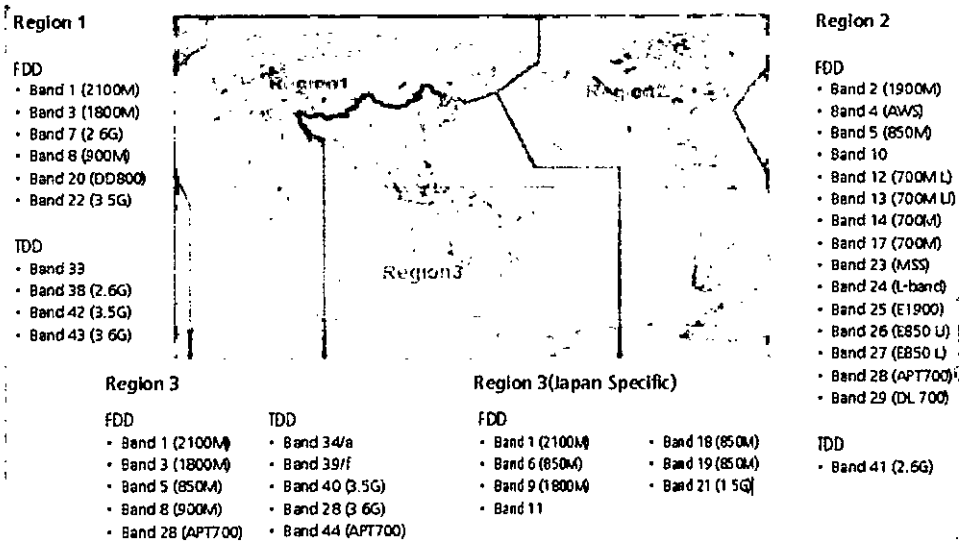 Region 1
FDD
• Band 1 (2100M)
• Band 3 (1800M)
• Band 7 (2 6G)
• Band 8 (900M)
• Band 20 (DD800)
• Band 22 (3 5G)
TDD
• Band 33
• Band 38 (2.6G)
• Band 42 (3.5G)
• Band 43 (3 6G)
Region1
Region2
Region3
Region 2
FDD
• Band 2 (1900M)
• Band 4 (AWS)
• Band 5 (850M)
• Band 10
• Band 12 (700M L)
• Band 13 (700M U)
• Band 14 (700M)
• Band 17 (700M)
• Band 23 (MSS)
• Band 24 (L-band)
• Band 25 (E1900)
• Band 26 (E850 U)
• Band 27 (E850 L)
• Band 28 (APT700)
• Band 29 (DL 700)
TDD
• Band 41 (2.6G)
Region 3
FDD
• Band 1 (2100M)
• Band 3 (1800M)
• Band 5 (850M)
• Band 8 (900M)
• Band 28 (APT700)
TDD
• Band 34/a
• Band 39/f
• Band 40 (3.5G)
• Band 28 (3 6G)
• Band 44 (APT700)
Region 3(Japan Specific)
FDD
• Band 1 (2100M)
• Band 6 (850M)
• Band 9 (1800M)
• Band 11
• Band 18 (850M)
• Band 19 (850M)
• Band 21 (1 5G)